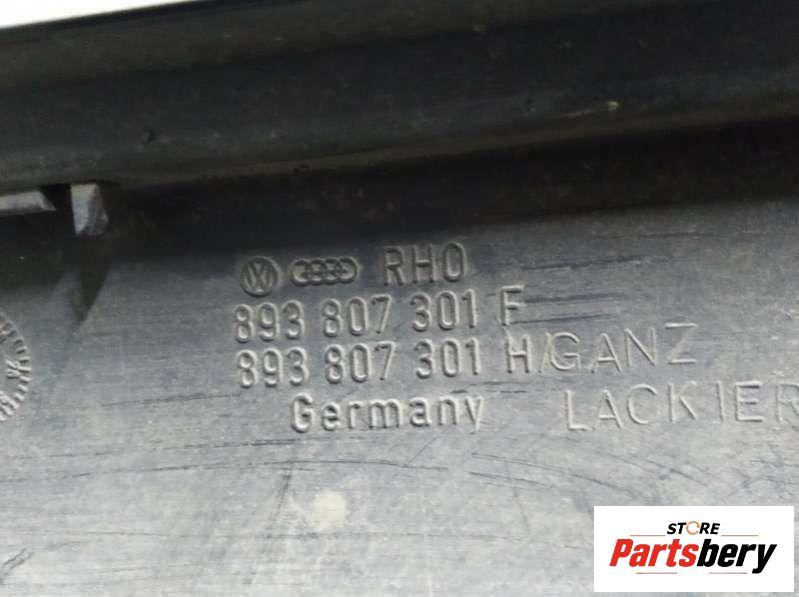 RHO
893 807 301 F
893 807 301 H/GANZ
Germany LACKIER
STORE
Partsbery